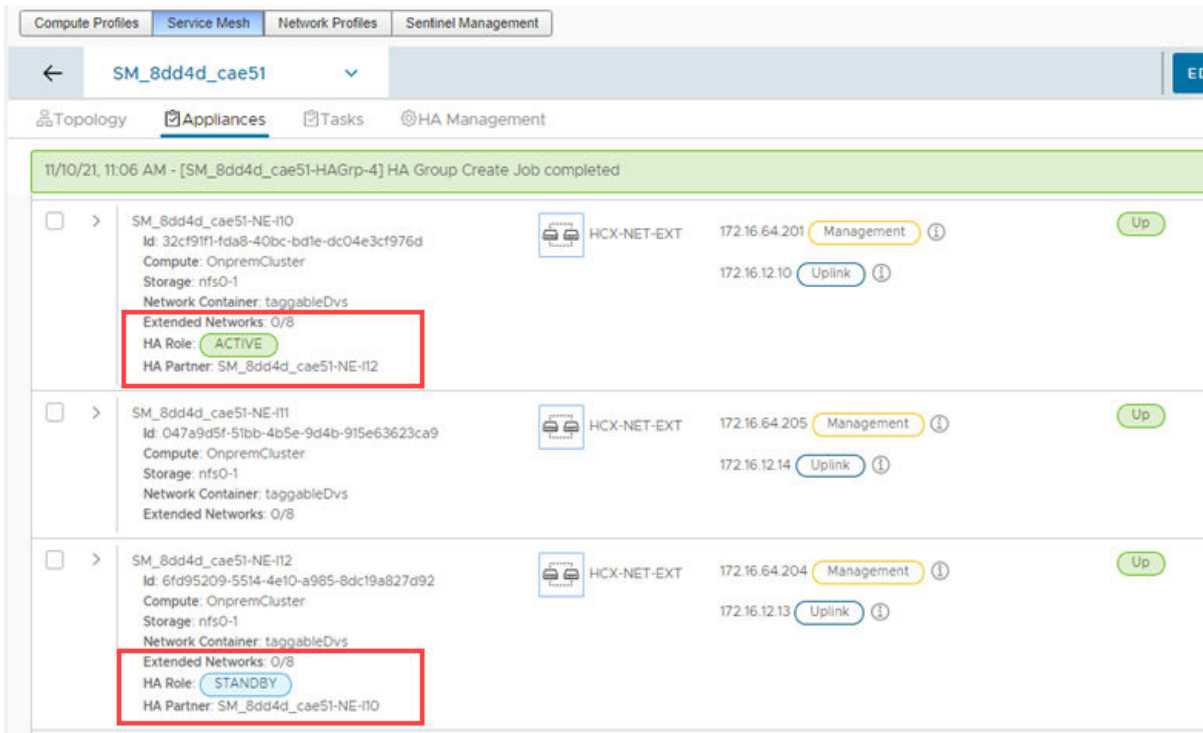 Compute Profiles Service Mesh Network Profiles Sentinel Management
SM_8dd4d_cae51
Topology Appliances Tasks HA Management
11/10/21, 11:06 AM - [SM_8dd4d_cae51-HAGrp-4] HA Group Create Job completed
SM_8dd4d_cae51-NE-I10 HCX-NET-EXT 172.16.64.201 Management Up
Id: 32cf91f1-fda8-40bc-bd1e-dc04e3cf976d
Compute: OnpremCluster 172.16.12.10 Uplink
Storage: nfs0-1
Network Container: taggableDvs
Extended Networks: 0/8
HA Role: ACTIVE
HA Partner: SM_8dd4d_cae51-NE-I12
SM_8dd4d_cae51-NE-I11 HCX-NET-EXT 172.16.64.205 Management Up
Id: 047a9d5f-51bb-4b5e-9d4b-915e63623ca9
Compute: OnpremCluster 172.16.12.14 Uplink
Storage: nfs0-1
Network Container: taggableDvs
Extended Networks: 0/8
SM_8dd4d_cae51-NE-I12 HCX-NET-EXT 172.16.64.204 Management Up
Id: 6fd95209-5514-4e10-a985-8dc19a827d92
Compute: OnpremCluster 172.16.12.13 Uplink
Storage: nfs0-1
Network Container: taggableDvs
Extended Networks: 0/8
HA Role: STANDBY
HA Partner: SM_8dd4d_cae51-NE-I10